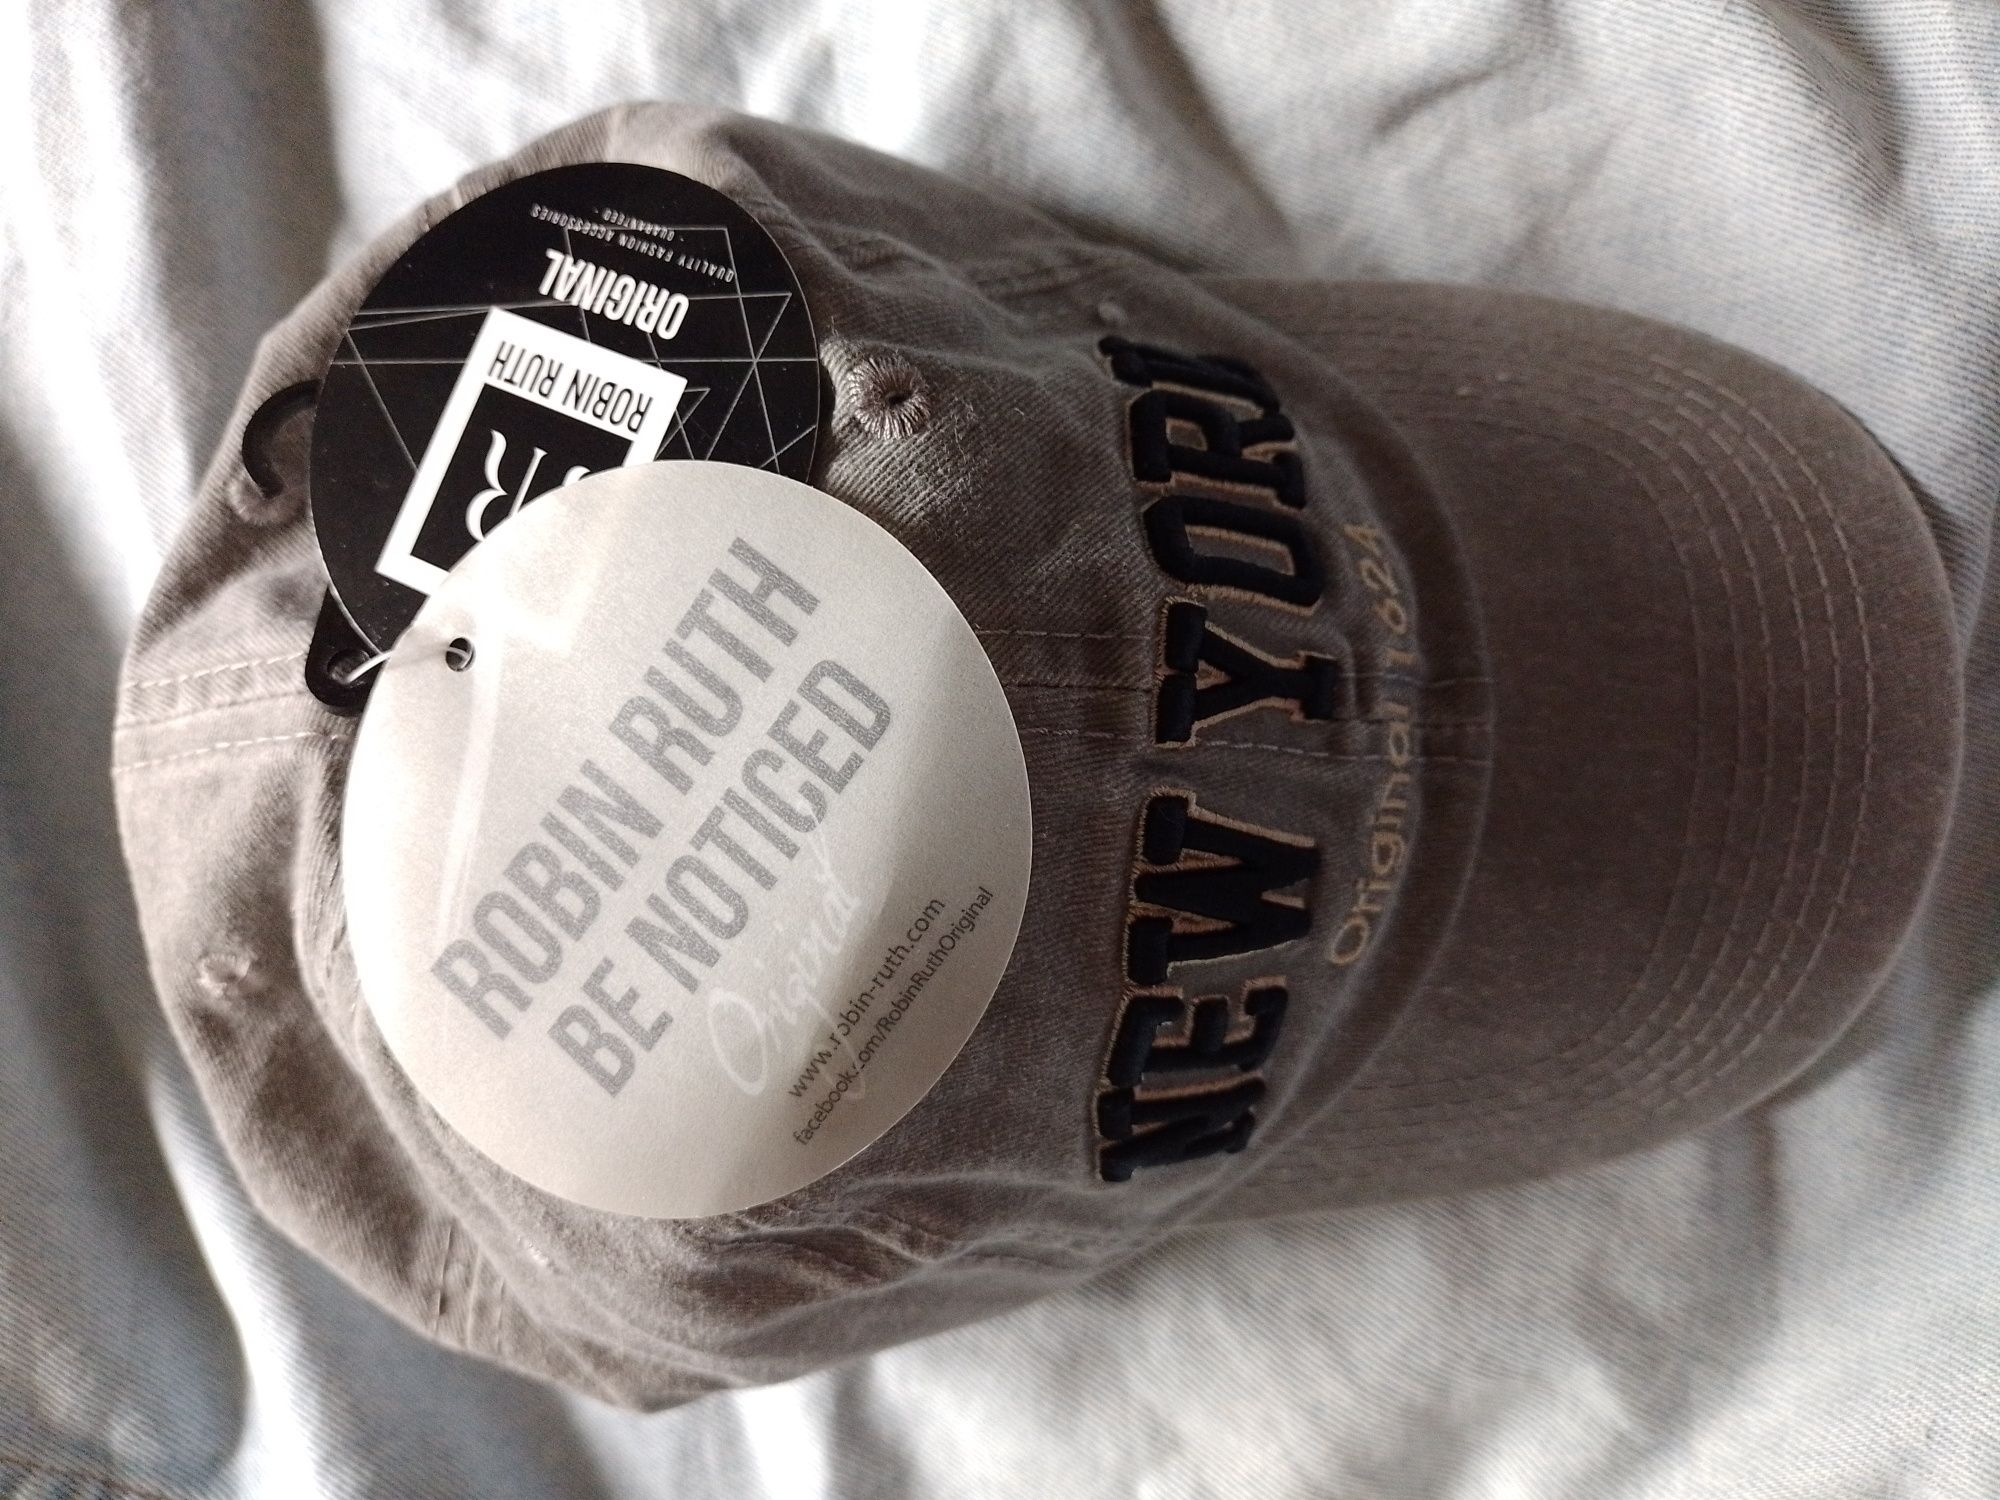 QUALITY FASHION ACCESSORIES
- GUARANTEED -
ORIGINAL
ROBIN RUTH
ROBIN RUTH
BE NOTICED
Original
www.robin-ruth.com
facebook.com/RobinRuthOriginal
NEW YORK
Original 1624